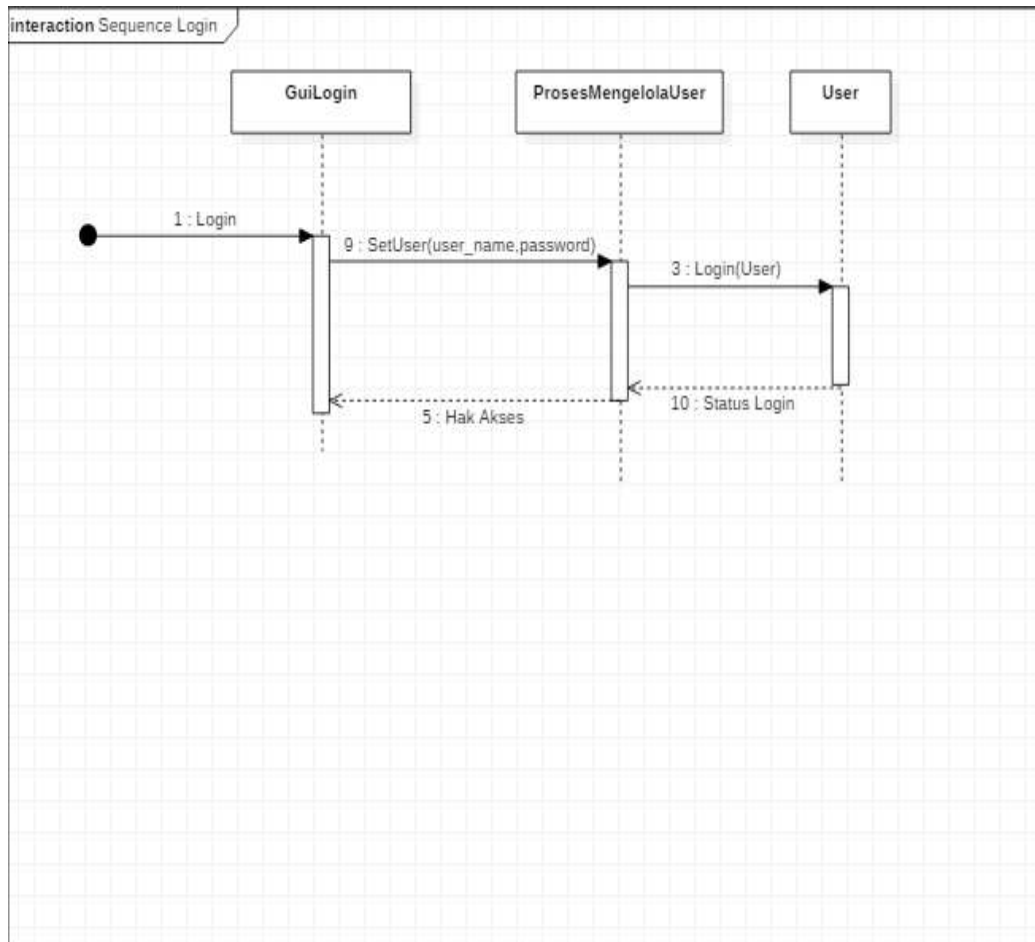 interaction Sequence Login
GuiLogin
ProsesMengelolaUser
User
1 : Login
9 : SetUser(user_name,password)
3 : Login(User)
10 : Status Login
5 : Hak Akses